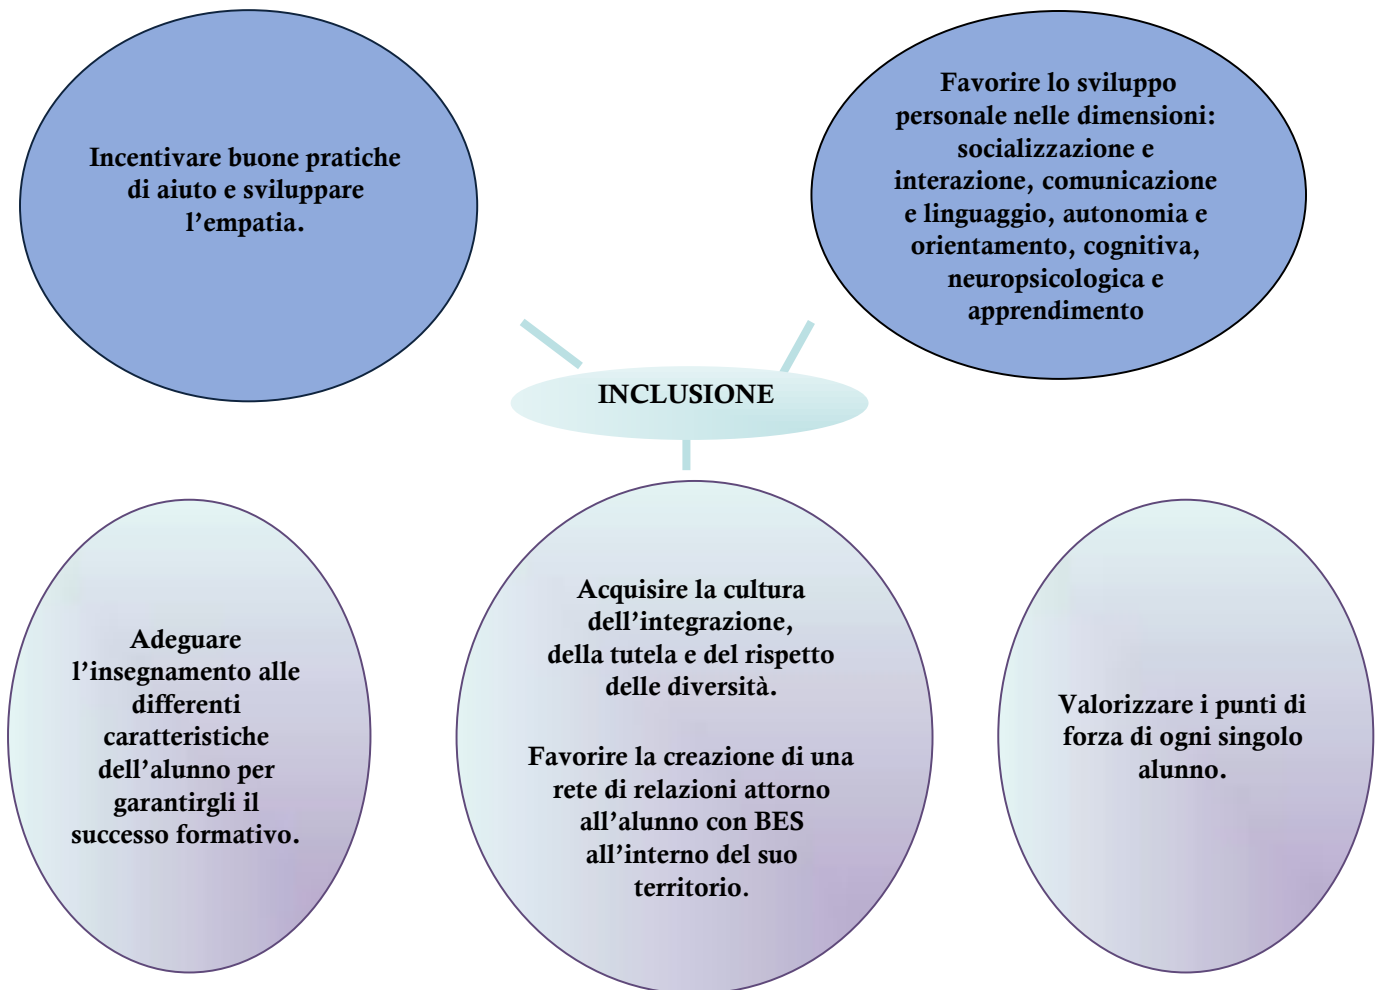 Incentivare buone pratiche
di aiuto e sviluppare
l’empatia.
Favorire lo sviluppo
personale nelle dimensioni:
socializzazione e
interazione, comunicazione
e linguaggio, autonomia e
orientamento, cognitiva,
neuropsicologica e
apprendimento
INCLUSIONE
Adeguare
l’insegnamento alle
differenti
caratteristiche
dell’alunno per
garantirgli il
successo formativo.
Acquisire la cultura
dell’integrazione,
della tutela e del rispetto
delle diversità.
Favorire la creazione di una
rete di relazioni attorno
all’alunno con BES
all’interno del suo
territorio.
Valorizzare i punti di
forza di ogni singolo
alunno.